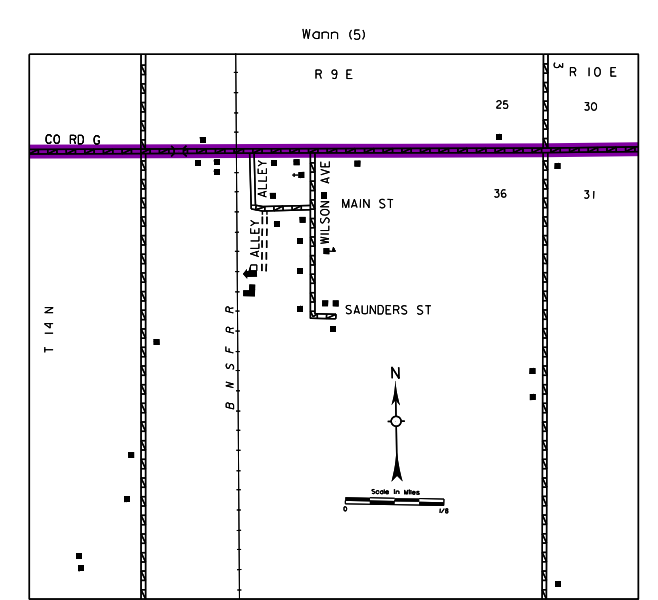 Wann (5)
R 9 E
3
R 10 E
25
30
CO RD G
ALLEY
WILSON AVE
36
31
MAIN ST
ALLEY
T 14 N
SAUNDERS ST
B N S F R R
N
Scale in Miles
0
1/8